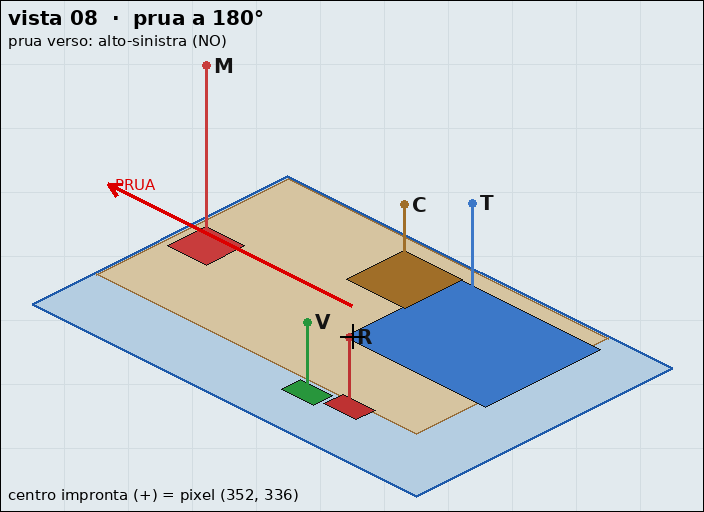 vista 08 · prua a 180°
prua verso: alto-sinistra (NO)
M
PRUA
C
T
V
R
centro impronta (+) = pixel (352, 336)